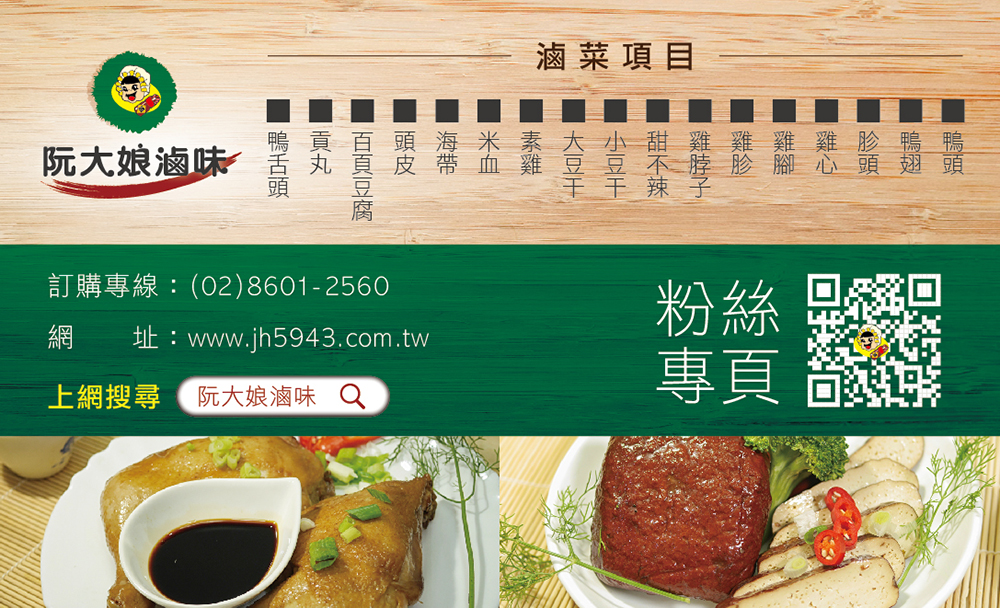 阮大娘滷味
滷菜項目
鴨頭
鴨翅
胗頭
雞心
雞腳
雞胗
雞脖子
甜不辣
小豆干
大豆干
素雞
米血
海帶
頭皮
百頁豆腐
貢丸
鴨舌頭
訂購專線：(02)8601-2560
網　　址：www.jh5943.com.tw
上網搜尋 阮大娘滷味
粉絲
專頁